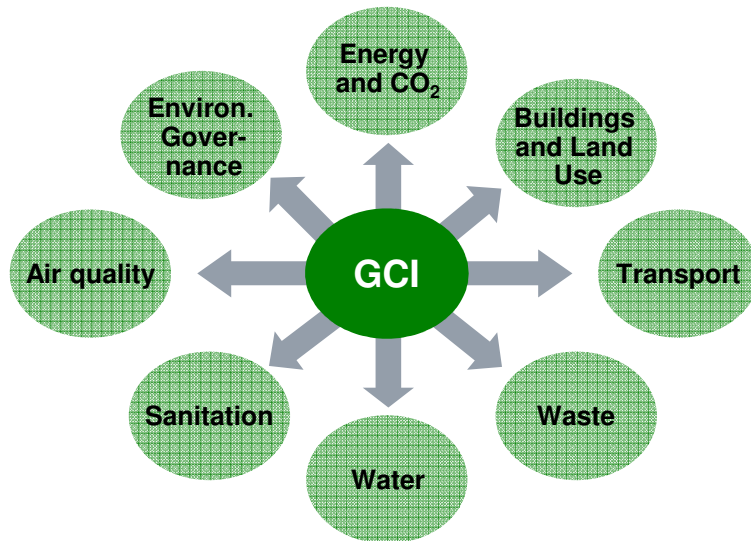 Energy
and CO₂
Environ.
Gover-
nance
Buildings
and Land
Use
Air quality
GCI
Transport
Sanitation
Waste
Water